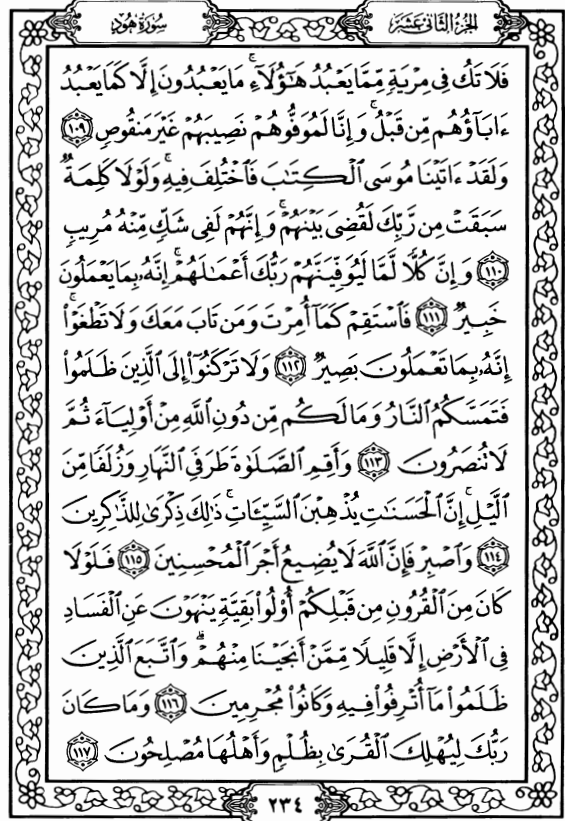 الجزء الثاني عشر
سورة هود
فَلَا تَكُ فِى مِرْيَةٍ مِّمَّا يَعْبُدُ هَٰٓؤُلَآءِ ۚ مَا يَعْبُدُونَ إِلَّا كَمَا يَعْبُدُ
ءَابَآؤُهُم مِّن قَبْلُ ۚ وَإِنَّا لَمُوَفُّوهُمْ نَصِيبَهُمْ غَيْرَ مَنقُوصٍ ١٠٩
وَلَقَدْ ءَاتَيْنَا مُوسَى ٱلْكِتَٰبَ فَٱخْتُلِفَ فِيهِ ۚ وَلَوْلَا كَلِمَةٌ
سَبَقَتْ مِن رَّبِّكَ لَقُضِىَ بَيْنَهُمْ ۚ وَإِنَّهُمْ لَفِى شَكٍّ مِّنْهُ مُرِيبٍ
١١٠ وَإِنَّ كُلًّا لَّمَّا لَيُوَفِّيَنَّهُمْ رَبُّكَ أَعْمَٰلَهُمْ ۚ إِنَّهُۥ بِمَا يَعْمَلُونَ
خَبِيرٌ ١١١ فَٱسْتَقِمْ كَمَآ أُمِرْتَ وَمَن تَابَ مَعَكَ وَلَا تَطْغَوْا۟ ۚ
إِنَّهُۥ بِمَا تَعْمَلُونَ بَصِيرٌ ١١٢ وَلَا تَرْكَنُوٓا۟ إِلَى ٱلَّذِينَ ظَلَمُوا۟
فَتَمَسَّكُمُ ٱلنَّارُ وَمَا لَكُم مِّن دُونِ ٱللَّهِ مِنْ أَوْلِيَآءَ ثُمَّ
لَا تُنصَرُونَ ١١٣ وَأَقِمِ ٱلصَّلَوٰةَ طَرَفَىِ ٱلنَّهَارِ وَزُلَفًا مِّنَ
ٱلَّيْلِ ۚ إِنَّ ٱلْحَسَنَٰتِ يُذْهِبْنَ ٱلسَّيِّـَٔاتِ ۚ ذَٰلِكَ ذِكْرَىٰ لِلذَّٰكِرِينَ
١١٤ وَٱصْبِرْ فَإِنَّ ٱللَّهَ لَا يُضِيعُ أَجْرَ ٱلْمُحْسِنِينَ ١١٥ فَلَوْلَا
كَانَ مِنَ ٱلْقُرُونِ مِن قَبْلِكُمْ أُو۟لُوا۟ بَقِيَّةٍ يَنْهَوْنَ عَنِ ٱلْفَسَادِ
فِى ٱلْأَرْضِ إِلَّا قَلِيلًا مِّمَّنْ أَنجَيْنَا مِنْهُمْ ۗ وَٱتَّبَعَ ٱلَّذِينَ
ظَلَمُوا۟ مَآ أُتْرِفُوا۟ فِيهِ وَكَانُوا۟ مُجْرِمِينَ ١١٦ وَمَا كَانَ
رَبُّكَ لِيُهْلِكَ ٱلْقُرَىٰ بِظُلْمٍ وَأَهْلُهَا مُصْلِحُونَ ١١٧
٢٣٤